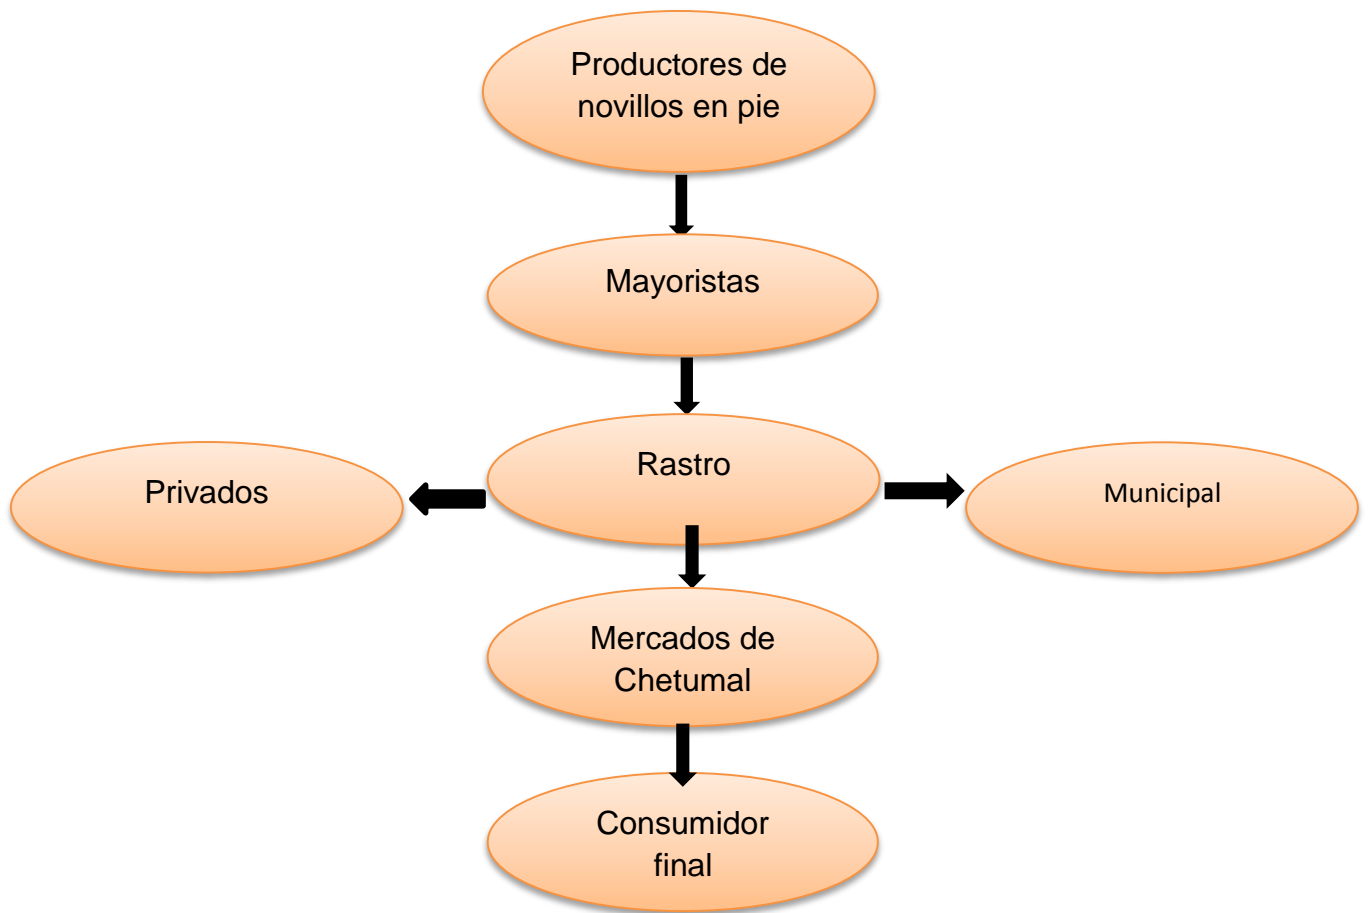 Productores de
novillos en pie
Mayoristas
Rastro
Privados
Municipal
Mercados de
Chetumal
Consumidor
final